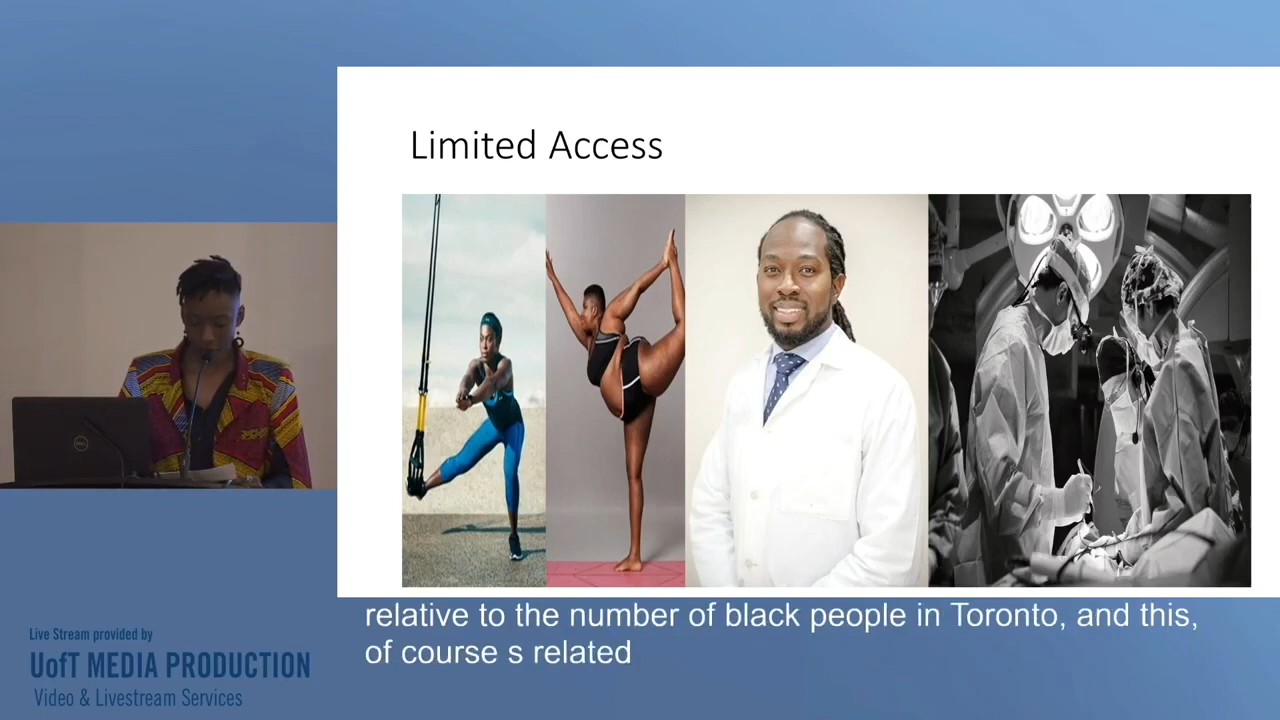 Limited Access
DELL
relative to the number of black people in Toronto, and this,
of course s related
Live Stream provided by
UofT MEDIA PRODUCTION
Video & Livestream Services